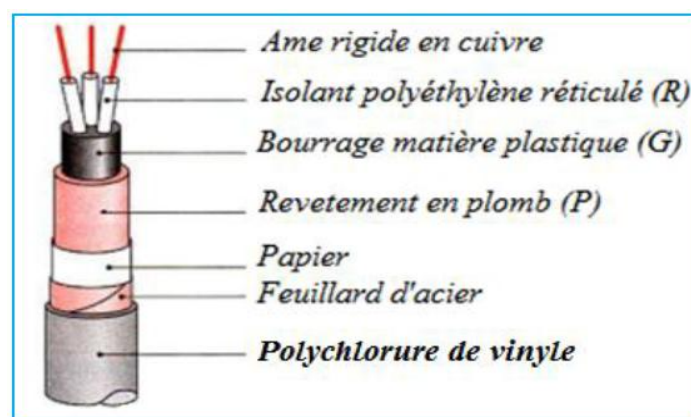 Ame rigide en cuivre
Isolant polyéthylène réticulé (R)
Bourrage matière plastique (G)
Revetement en plomb (P)
Papier
Feuillard d'acier
Polychlorure de vinyle